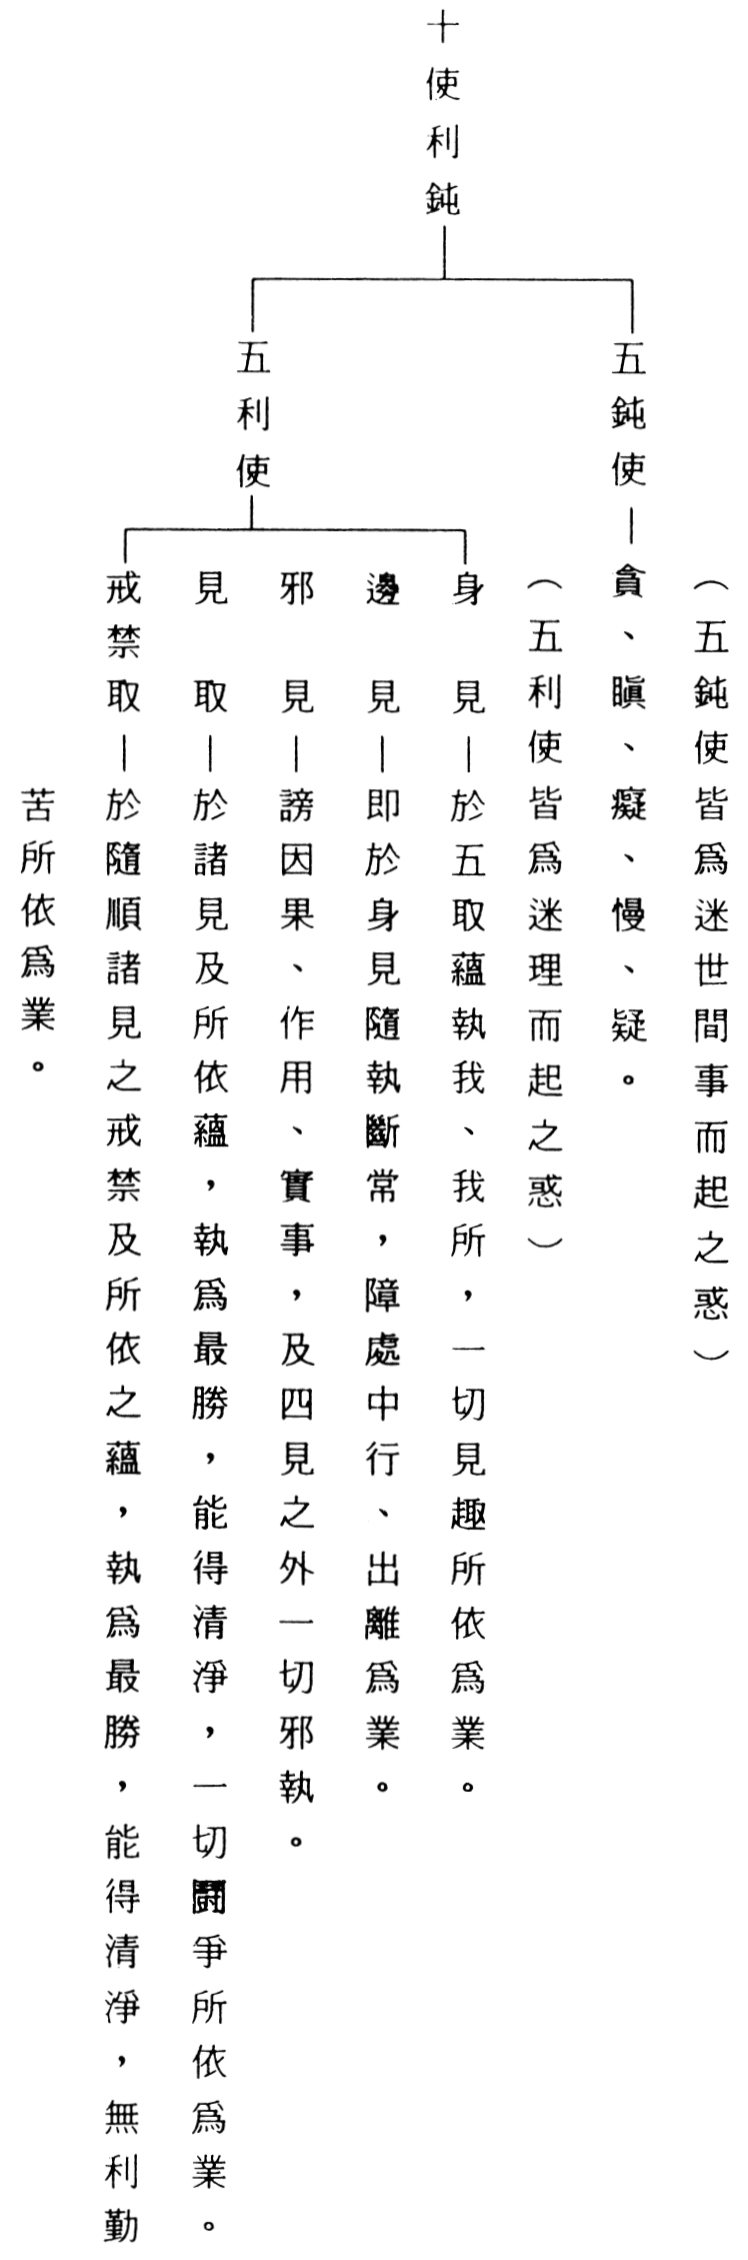 十使利鈍
（五鈍使皆爲迷世間事而起之惑）
五鈍使—貪、瞋、癡、慢、疑。
（五利使皆爲迷理而起之惑）
五利使
身見—於五取蘊執我、我所，一切見趣所依爲業。
邊見—即於身見隨執斷常，障處中行、出離爲業。
邪見—謗因果、作用、實事，及四見之外一切邪執。
見取—於諸見及所依蘊，執爲最勝，能得清淨，一切鬪爭所依爲業。
戒禁取—於隨順諸見之戒禁及所依之蘊，執爲最勝，能得清淨，無利勤
苦所依爲業。